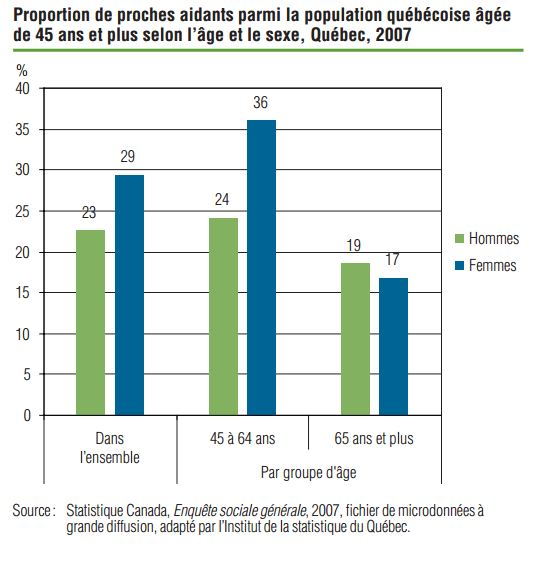 Proportion de proches aidants parmi la population québécoise âgée
de 45 ans et plus selon l'âge et le sexe, Québec, 2007
%
40
35
30
25
20
15
10
5
0
23
29
24
36
19
17
Hommes
Femmes
Dans
l'ensemble
45 à 64 ans
65 ans et plus
Par groupe d'âge
Source : Statistique Canada, Enquête sociale générale, 2007, fichier de microdonnées à
grande diffusion, adapté par l'Institut de la statistique du Québec.